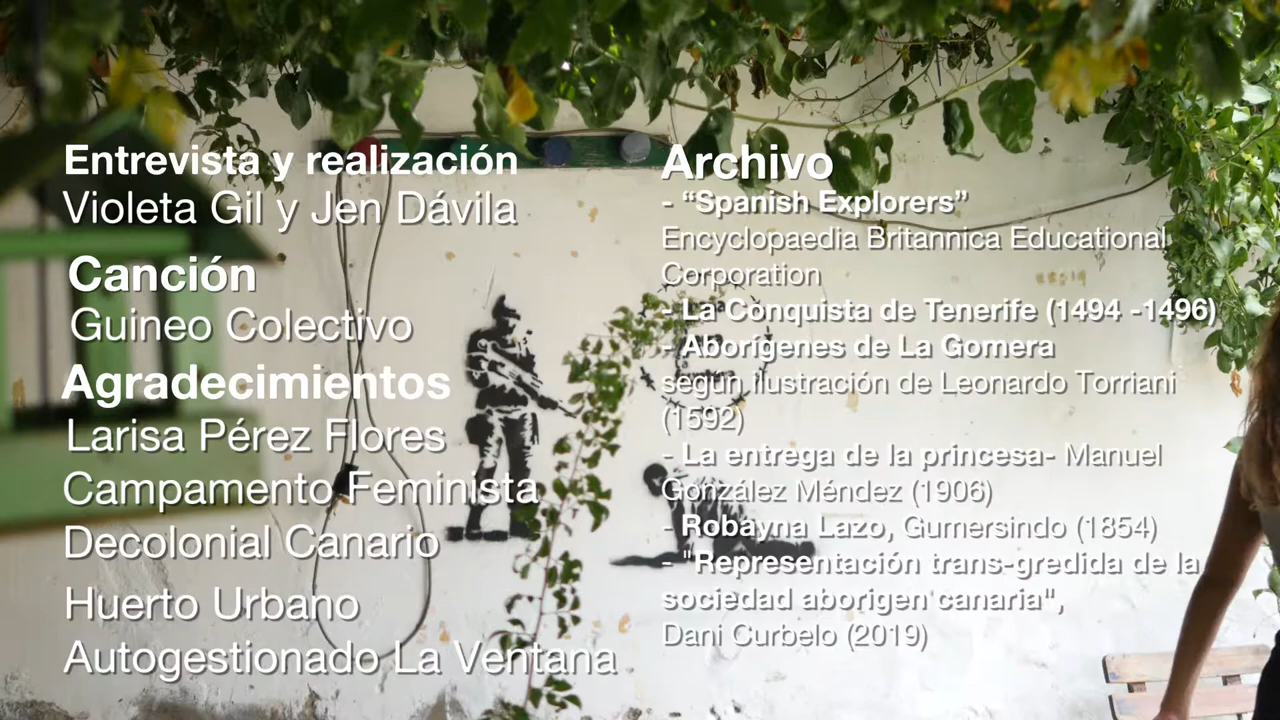 Entrevista y realización
Violeta Gil y Jen Dávila
Canción
Guineo Colectivo
Agradecimientos
Larisa Pérez Flores
Campamento Feminista
Decolonial Canario
Huerto Urbano
Autogestionado La Ventana
Archivo
- “Spanish Explorers”
Encyclopaedia Britannica Educational
Corporation
- La Conquista de Tenerife (1494 -1496)
- Aborígenes de La Gomera
según ilustración de Leonardo Torriani
(1592)
- La entrega de la princesa- Manuel
González Méndez (1906)
- Robayna Lazo, Gumersindo (1854)
- "Representación trans-gredida de la
sociedad aborigen canaria",
Dani Curbelo (2019)